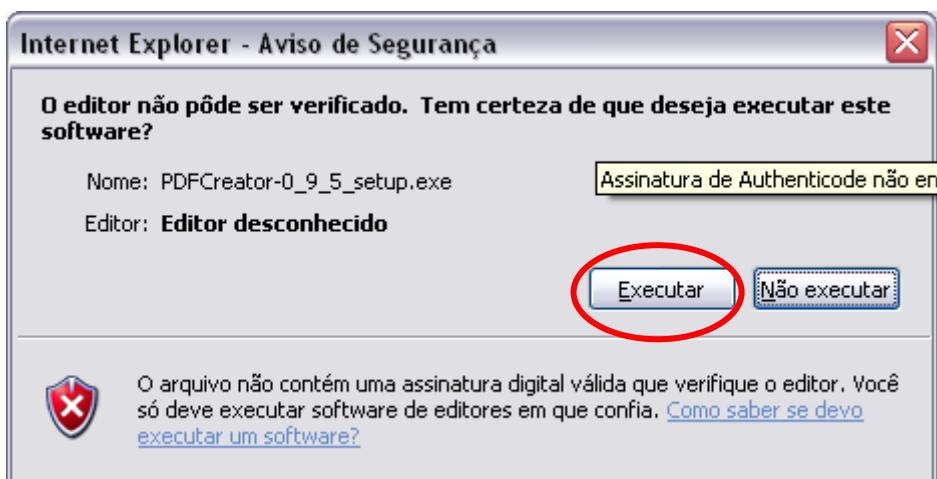 Internet Explorer - Aviso de Segurança
O editor não pôde ser verificado. Tem certeza de que deseja executar este
software?
Nome: PDFCreator-0_9_5_setup.exe
Assinatura de Authenticode não en
Editor: Editor desconhecido
Executar
Não executar
O arquivo não contém uma assinatura digital válida que verifique o editor. Você
só deve executar software de editores em que confia. Como saber se devo
executar um software?